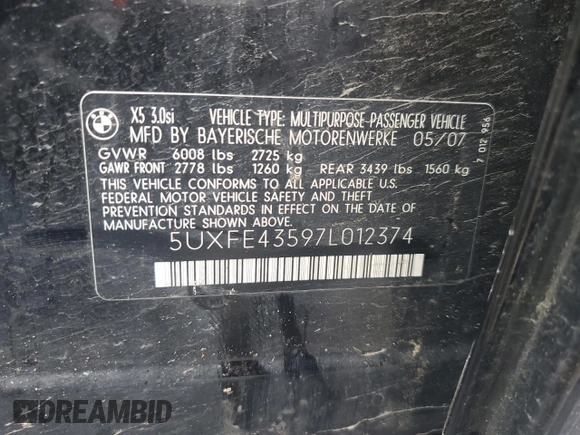 BMW
X5 3.0si VEHICLE TYPE: MULTIPURPOSE PASSENGER VEHICLE
MFD BY BAYERISCHE MOTORENWERKE 05/07
GVWR 6008 lbs 2725 kg
GAWR FRONT 2778 lbs 1260 kg REAR 3439 lbs 1560 kg
THIS VEHICLE CONFORMS TO ALL APPLICABLE U.S.
FEDERAL MOTOR VEHICLE SAFETY AND THEFT
PREVENTION STANDARDS IN EFFECT ON THE DATE OF
MANUFACTURE SHOWN ABOVE:
5UXFE43597L012374
7 012 956
DREAMBID